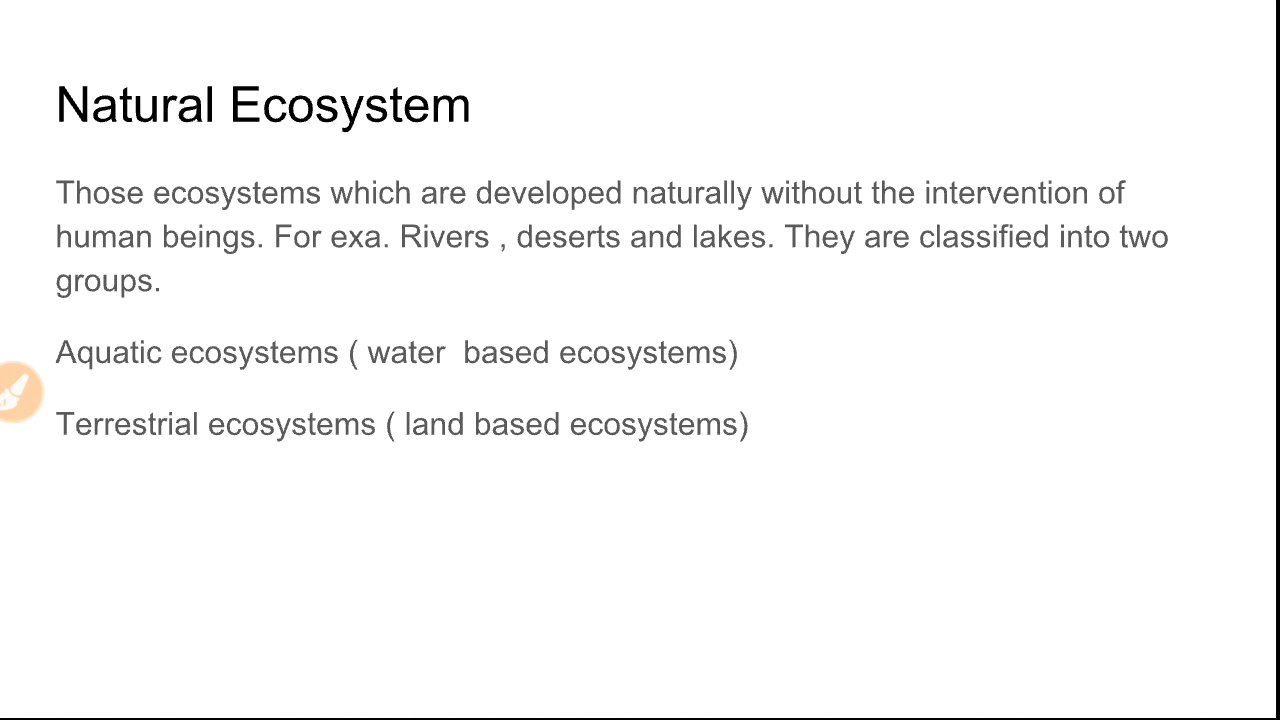 Natural Ecosystem
Those ecosystems which are developed naturally without the intervention of
human beings. For exa. Rivers , deserts and lakes. They are classified into two
groups.
Aquatic ecosystems ( water  based ecosystems)
Terrestrial ecosystems ( land based ecosystems)